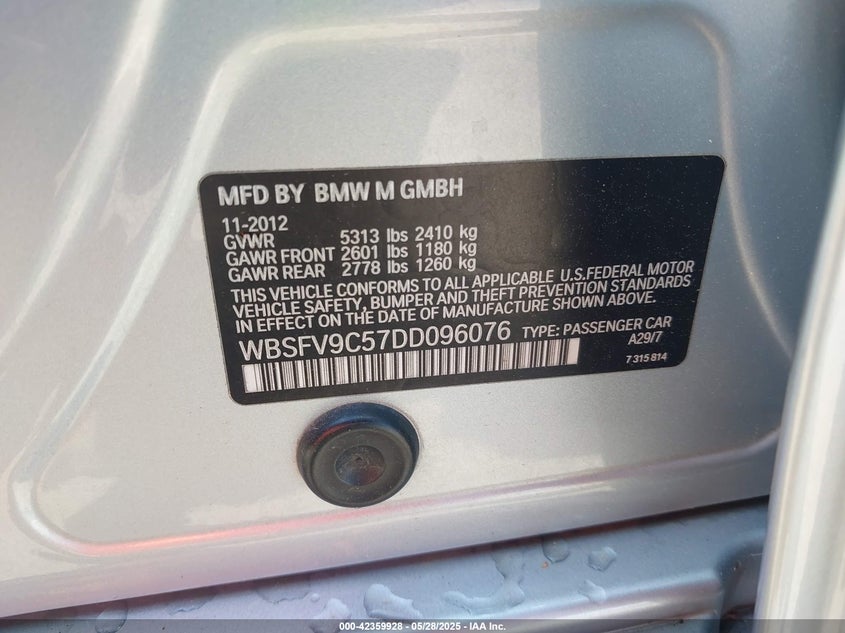 MFD BY BMW M GMBH
11-2012
GVWR 5313 lbs 2410 kg
GAWR FRONT 2601 lbs 1180 kg
GAWR REAR 2778 lbs 1260 kg
THIS VEHICLE CONFORMS TO ALL APPLICABLE U.S.FEDERAL MOTOR
VEHICLE SAFETY, BUMPER AND THEFT PREVENTION STANDARDS
IN EFFECT ON THE DATE OF MANUFACTURE SHOWN ABOVE.
WBSFV9C57DD096076 TYPE: PASSENGER CAR
A29/7
7 315 814
000-42359928 - 05/28/2025 - IAA Inc.